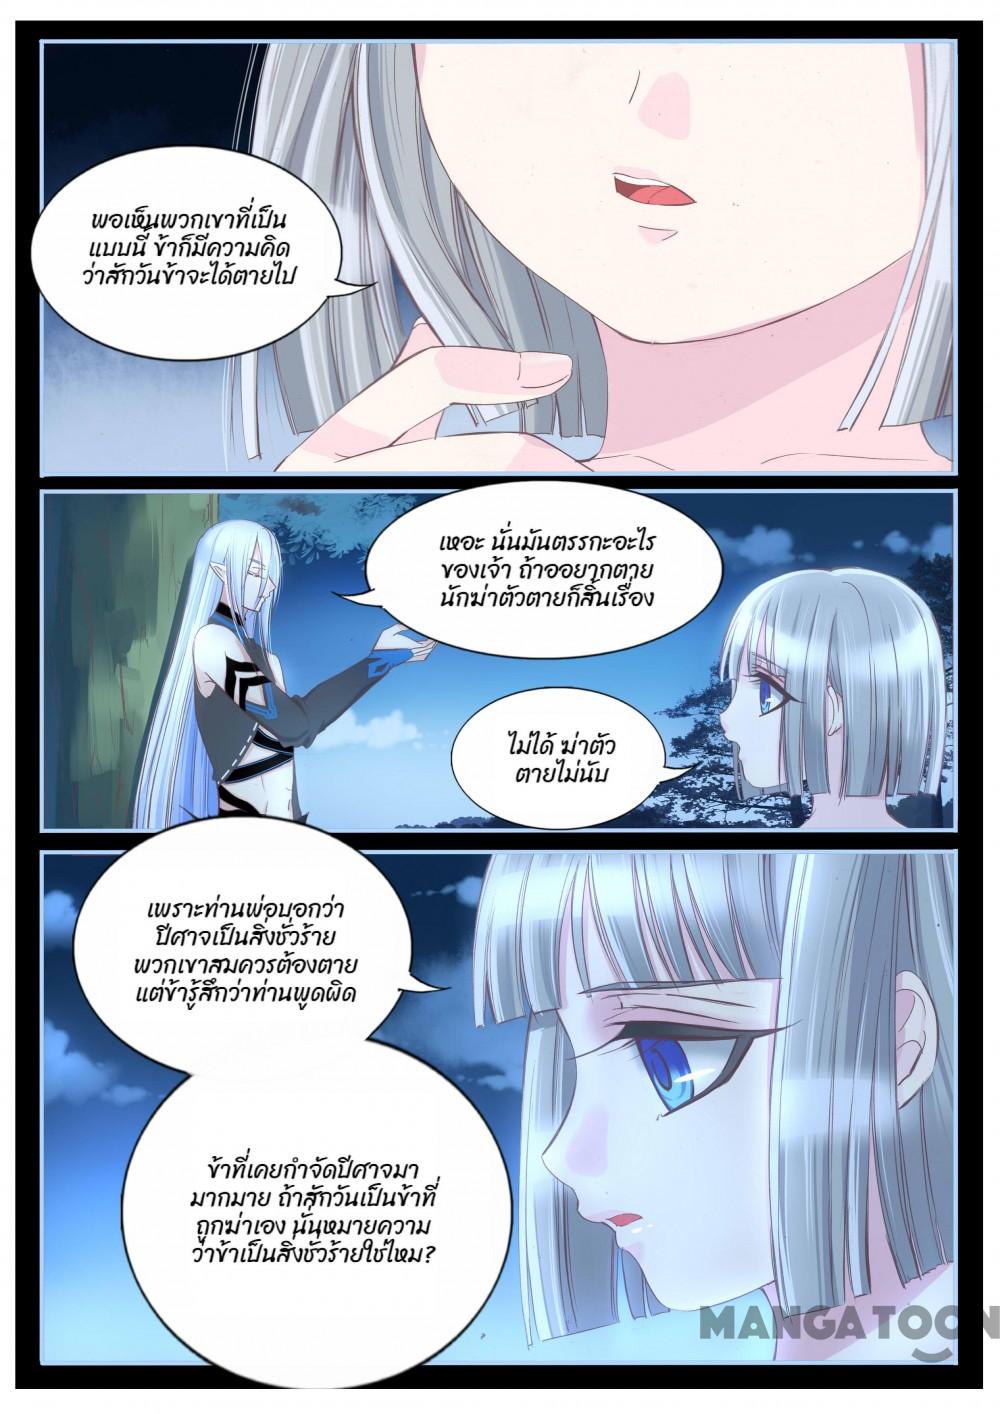 พอเห็นพวกเขาที่เป็น
แบบนี้ ข้าก็มีความคิด
ว่าสักวันข้าจะได้ตายไป
เหอะ นั่นมันตรรกะอะไร
ของเจ้า ถ้าออยากตาย
นักฆ่าตัวตายก็สิ้นเรื่อง
ไม่ได้ ฆ่าตัว
ตายไม่นับ
เพราะท่านพ่อบอกว่า
ปีศาจเป็นสิ่งชั่วร้าย
พวกเขาสมควรต้องตาย
แต่ข้ารู้สึกว่าท่านพูดผิด
ข้าที่เคยกำจัดปีศาจมา
มากมาย ถ้าสักวันเป็นข้าที่
ถูกฆ่าเอง นั่นหมายความ
ว่าข้าเป็นสิ่งชั่วร้ายใช่ไหม?
MANGATOON